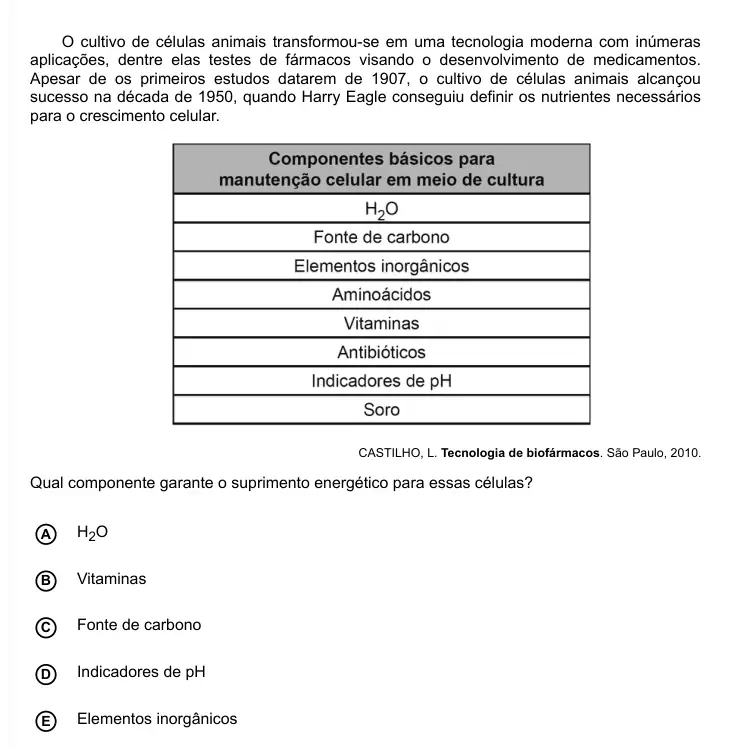 O cultivo de células animais transformou-se em uma tecnologia moderna com inúmeras
aplicações, dentre elas testes de fármacos visando o desenvolvimento de medicamentos.
Apesar de os primeiros estudos datarem de 1907, o cultivo de células animais alcançou
sucesso na década de 1950, quando Harry Eagle conseguiu definir os nutrientes necessários
para o crescimento celular.
Componentes básicos para
manutenção celular em meio de cultura
H₂O
Fonte de carbono
Elementos inorgânicos
Aminoácidos
Vitaminas
Antibióticos
Indicadores de pH
Soro
CASTILHO, L. Tecnologia de biofármacos. São Paulo, 2010.
Qual componente garante o suprimento energético para essas células?
A H₂O
B Vitaminas
C Fonte de carbono
D Indicadores de pH
E Elementos inorgânicos